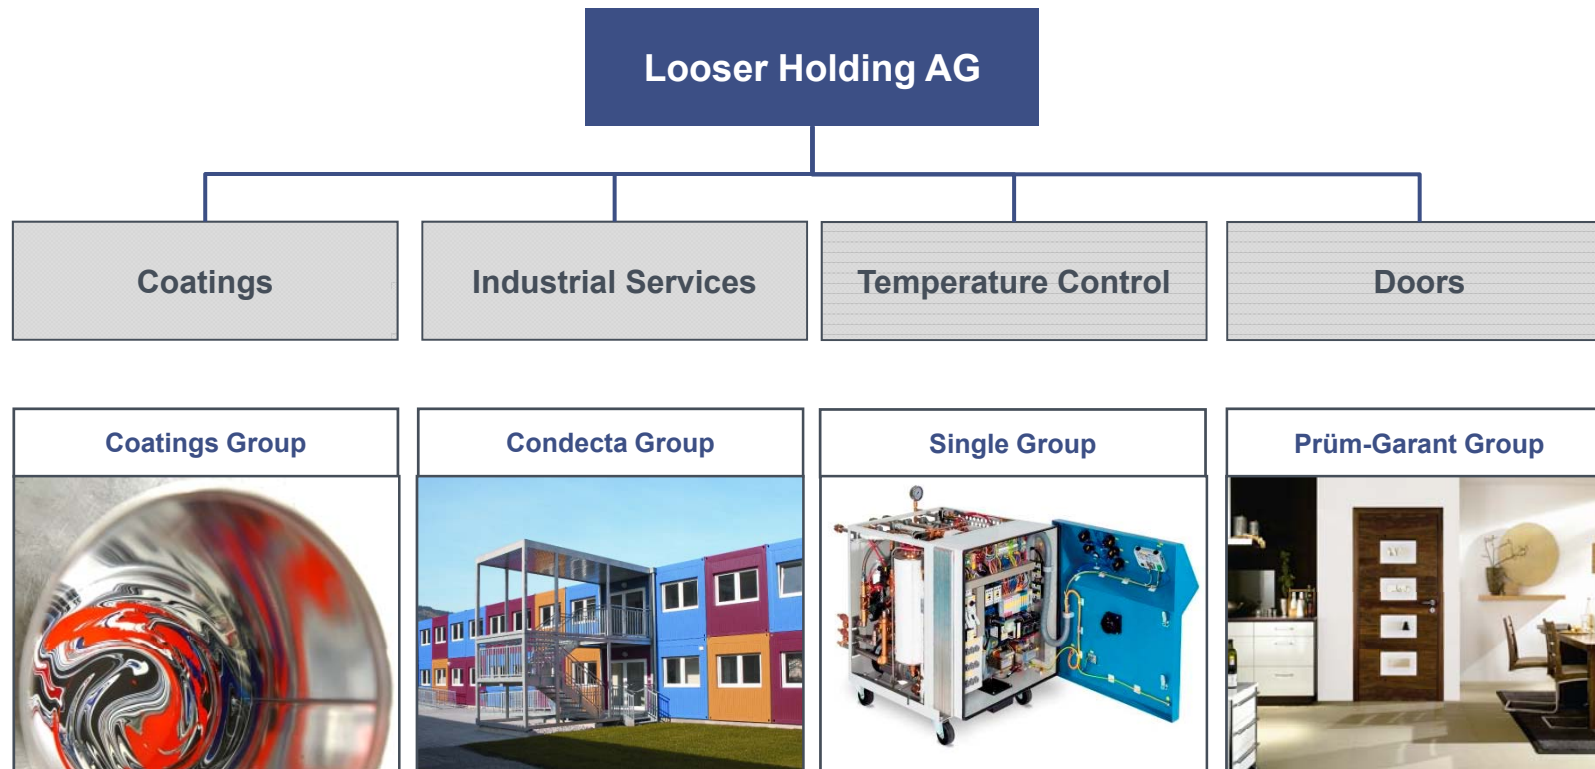 Looser Holding AG
Coatings
Industrial Services
Temperature Control
Doors
Coatings Group
Condecta Group
Single Group
Prüm-Garant Group